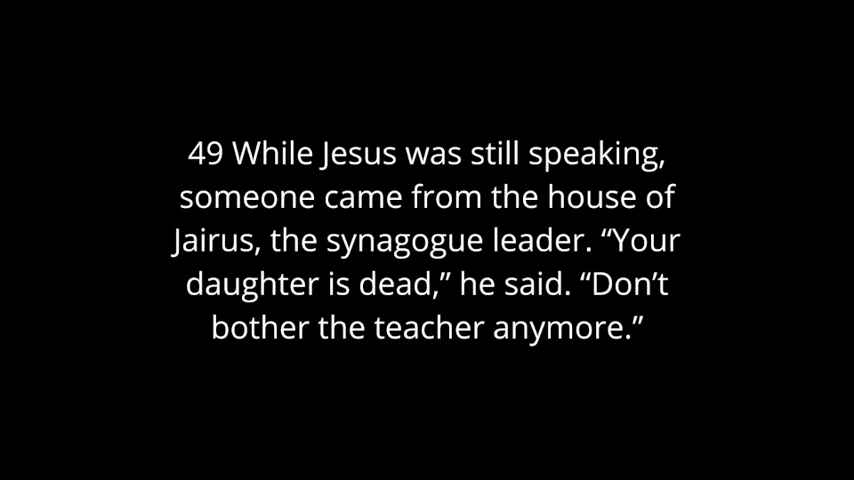 49 While Jesus was still speaking,
someone came from the house of
Jairus, the synagogue leader. “Your
daughter is dead,” he said. “Don’t
bother the teacher anymore.”